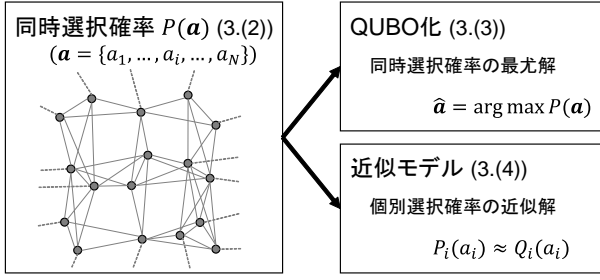 同時選択確率 P(𝒂) (3.(2))
(𝒂 = {a₁, … , aᵢ, … , a_N})
QUBO化 (3.(3))
同時選択確率の最尤解
𝒂̂ = arg max P(𝒂)
近似モデル (3.(4))
個別選択確率の近似解
Pᵢ(aᵢ) ≈ Qᵢ(aᵢ)